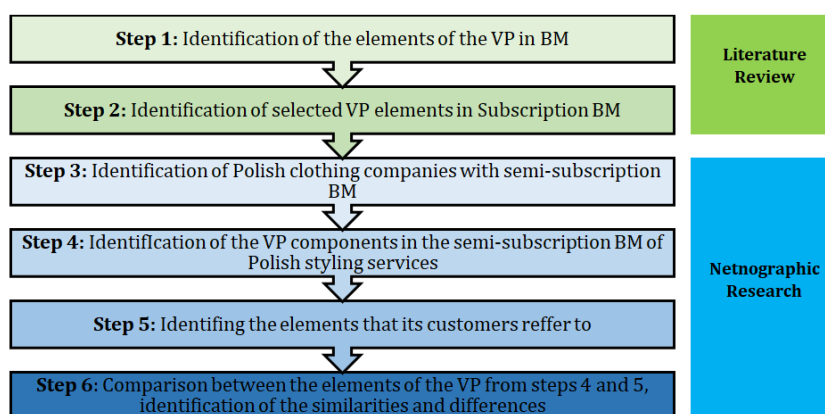 Step 1: Identification of the elements of the VP in BM
Literature
Review
Step 2: Identification of selected VP elements in Subscription BM
Step 3: Identification of Polish clothing companies with semi-subscription
BM
Step 4: Identification of the VP components in the semi-subscription BM of
Polish styling services
Netnographic
Research
Step 5: Identifing the elements that its customers reffer to
Step 6: Comparison between the elements of the VP from steps 4 and 5,
identification of the similarities and differences